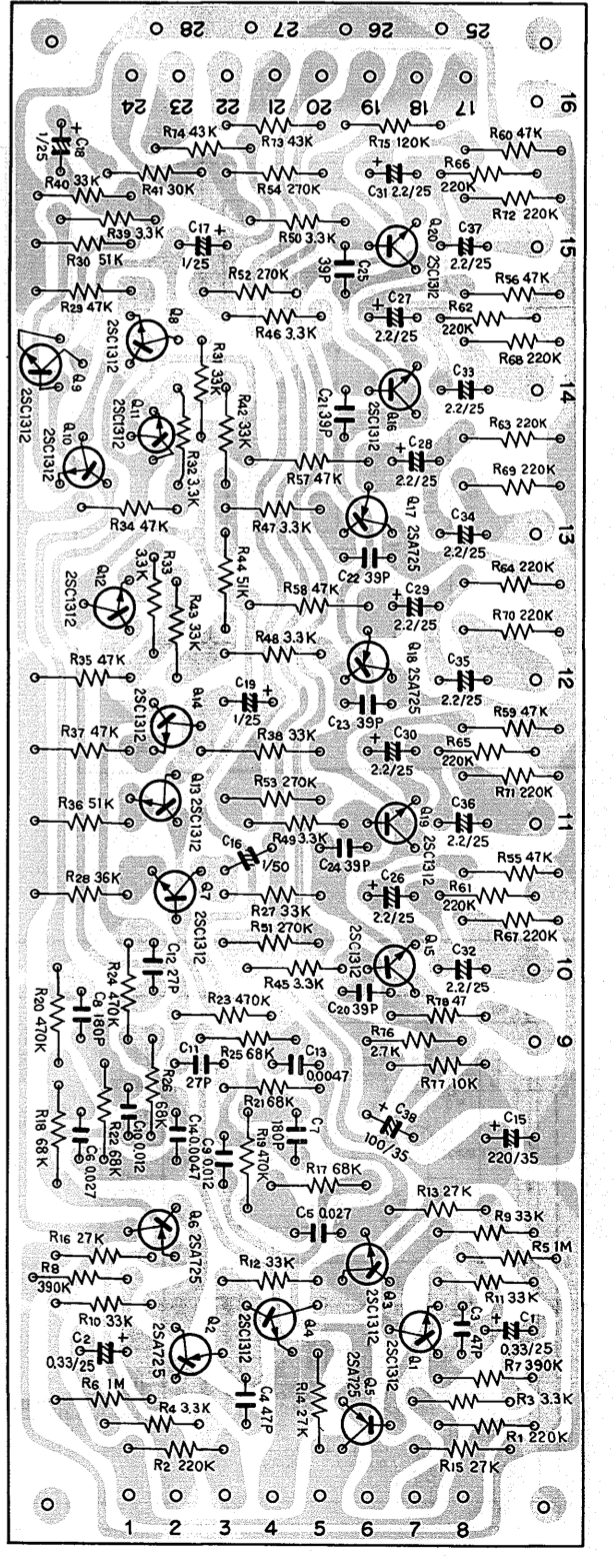 28 27 26 25
24 23 22 21 20 19 18 17
16
C18
1/25
R74 43K
R73 43K
R75 120K
R60 47K
R40 33K
R41 30K
R54 270K
C31 2.2/25
R66
220K
R72 220K
R39 3.3K
C17
1/25
R50 3.3K
C25
39P
Q20
2SC1312
C37
2.2/25
15
R30 51K
R52 270K
R56 47K
R29 47K
R46 3.3K
C27
2.2/25
R62
220K
R68 220K
Q8
2SC1312
R31 33K
Q9
2SC1312
Q16
2SC1312
C33
2.2/25
14
Q11
2SC1312
R42 33K
C21 39P
R63 220K
Q10
2SC1312
R32 3.3K
R57 47K
C28
2.2/25
R69 220K
R34 47K
R47 3.3K
Q17
2SA725
C34
2.2/25
13
R33
3.3K
R44 51K
C22 39P
R64 220K
Q12
2SC1312
R43 33K
R58 47K
C29
2.2/25
R70 220K
R48 3.3K
Q18
2SA725
C35
2.2/25
12
R35 47K
C19
1/25
C23 39P
R59 47K
Q14
2SC1312
R37 47K
R38 33K
C30
2.2/25
R65
220K
R71 220K
R53 270K
Q13
2SC1312
R36 51K
R49 3.3K
Q19
2SC1312
C36
2.2/25
11
C16
1/50
C24 39P
R55 47K
R28 36K
Q7
2SC1312
R27 33K
C26
2.2/25
R61
220K
R67 220K
R51 270K
2SC1312
Q15
C12 27P
R24 470K
R45 3.3K
C32
2.2/25
10
R20 470K
C8 180P
C20 39P
R23 470K
R78 47
R25 68K
R76
2.7K
9
C11
27P
C13
0.0047
R77 10K
R26
68K
R21 68K
R18 68K
C6 0.027
R22 68K
C10 0.012
C14 0.0047
C9 0.012
R19 470K
C7
180P
C38
100/35
C15
220/35
R17 68K
R13 27K
C5 0.027
R9 33K
Q6
2SA725
R16 27K
R5 1M
R8
390K
R12 33K
Q3
2SC1312
R11 33K
R10 33K
Q2
2SA725
2SC1312
Q4
Q1
2SC1312
C3
47P
C1
0.33/25
C2
0.33/25
R7 390K
R6 1M
C4 47P
R14 27K
2SA725
Q5
R3 3.3K
R4 3.3K
R1 220K
R2 220K
R15 27K
1 2 3 4 5 6 7 8